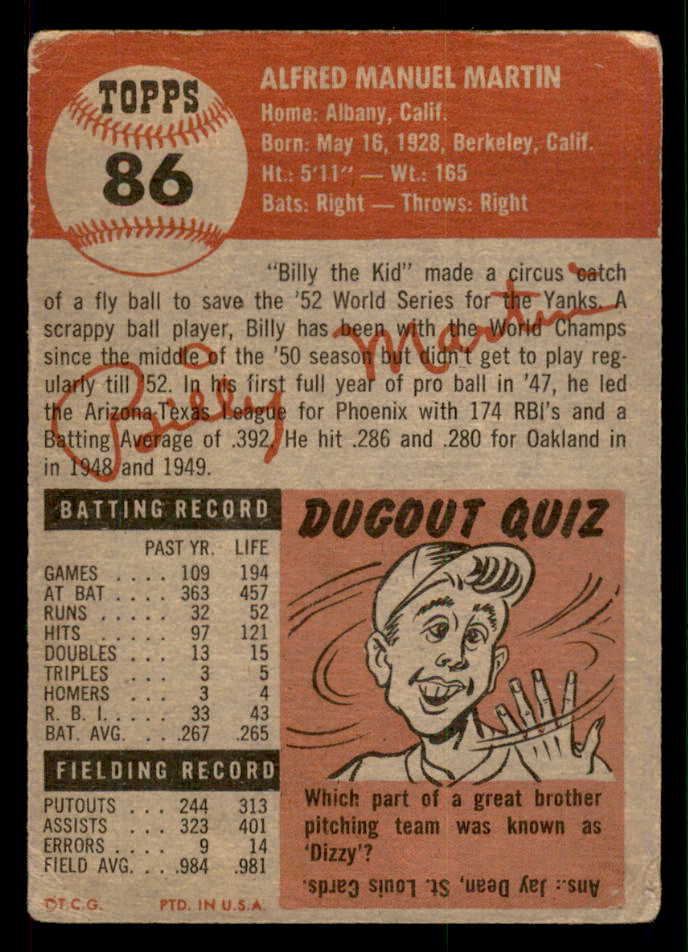 TOPPS
86
ALFRED MANUEL MARTIN
Home: Albany, Calif.
Born: May 16, 1928, Berkeley, Calif.
Ht.: 5'11" — Wt.: 165
Bats: Right — Throws: Right
"Billy the Kid" made a circus catch
of a fly ball to save the '52 World Series for the Yanks. A
scrappy ball player, Billy has been with the World Champs
since the middle of the '50 season but didn't get to play reg-
ularly till '52. In his first full year of pro ball in '47, he led
the Arizona-Texas League for Phoenix with 174 RBI's and a
Batting Average of .392. He hit .286 and .280 for Oakland in
in 1948 and 1949.
Billy Martin
BATTING RECORD
PAST YR. LIFE
GAMES .... 109 194
AT BAT .... 363 457
RUNS ..... 32 52
HITS ..... 97 121
DOUBLES ... 13 15
TRIPLES ... 3 5
HOMERS ... 3 4
R. B. I. .... 33 43
BAT. AVG. ... .267 .265
FIELDING RECORD
PUTOUTS ... 244 313
ASSISTS ... 323 401
ERRORS ... 9 14
FIELD AVG. ... .984 .981
DUGOUT QUIZ
Which part of a great brother
pitching team was known as
'Dizzy'?
Ans.: Jay Dean, St. Louis Cards.
©T.C.G. PTD. IN U.S.A.